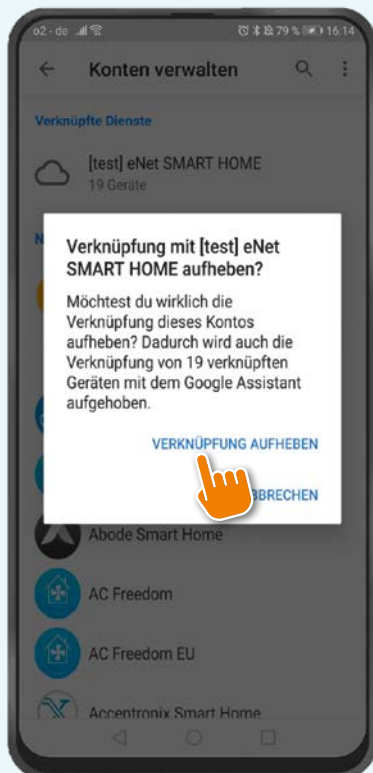 o2 - de 79 % 16:14
Konten verwalten
Verknüpfte Dienste
[test] eNet SMART HOME
19 Geräte
N
Verknüpfung mit [test] eNet
SMART HOME aufheben?
Möchtest du wirklich die
Verknüpfung dieses Kontos
aufheben? Dadurch wird auch die
Verknüpfung von 19 verknüpften
Geräten mit dem Google Assistant
aufgehoben.
VERKNÜPFUNG AUFHEBEN
BBRECHEN
Abode Smart Home
AC Freedom
AC Freedom EU
Accentronix Smart Home